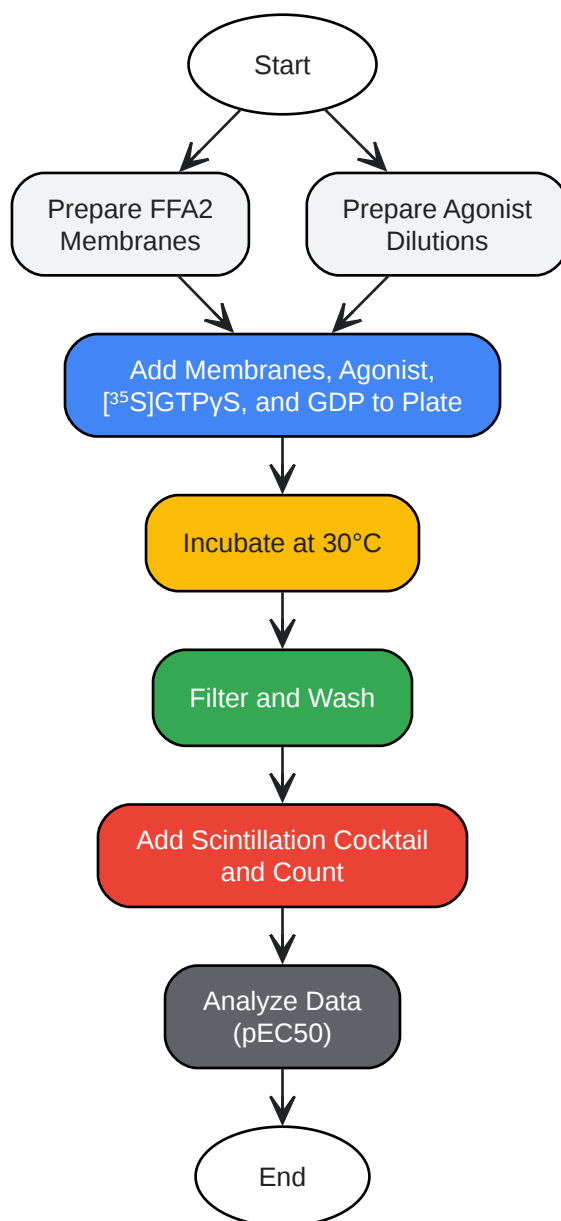 Start
Prepare FFA2
Membranes
Prepare Agonist
Dilutions
Add Membranes, Agonist,
[³⁵S]GTPγS, and GDP to Plate
Incubate at 30°C
Filter and Wash
Add Scintillation Cocktail
and Count
Analyze Data
(pEC50)
End